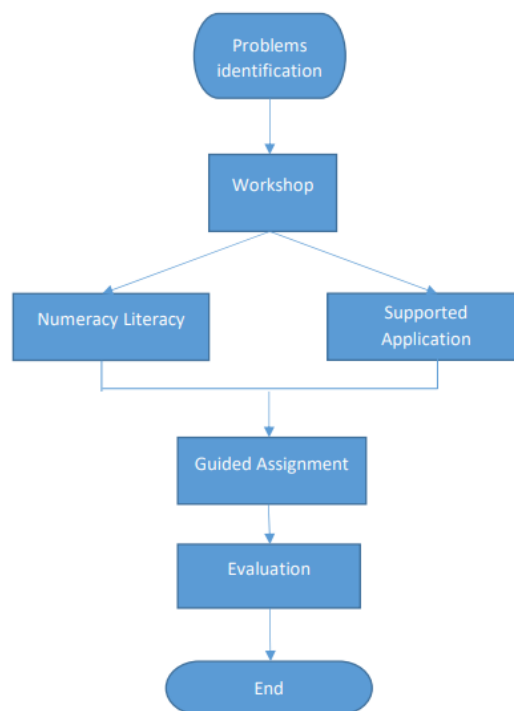 Problems
identification
Workshop
Numeracy Literacy
Supported
Application
Guided Assignment
Evaluation
End